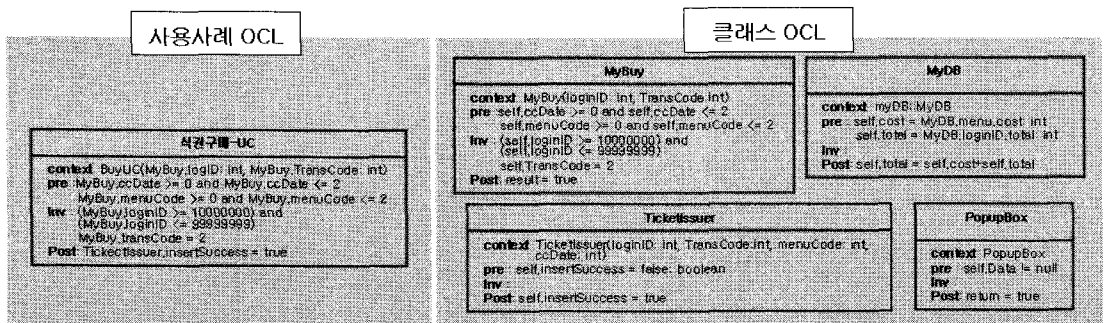 사용사례 OCL
식권구매-UC
context BuyUC(MyBuy.logID: int, MyBuy.TransCode: int)
pre :MyBuy.ccDate >= 0 and MyBuy.ccDate <= 2
MyBuy.menuCode >= 0 and MyBuy.menuCode <= 2
Inv : (MyBuy.loginID >= 10000000) and
(MyBuy.loginID <= 99999999)
MyBuy.transCode = 2
Post: TickectIssuer.insertSuccess = true
클래스 OCL
MyBuy
context MyBuy(loginID: int, TransCode:int)
pre :self.ccDate >= 0 and self.ccDate <= 2
self.menuCode >= 0 and self.menuCode <= 2
Inv : (self.loginID >= 10000000) and
(self.loginID <= 99999999)
self.TransCode = 2
Post: result = true
MyDB
context: myDB::MyDB
pre : self.cost = MyDB.menu.cost: int
self.total = MyDB.loginID.total: int
Inv :
Post: self.total = self.cost+self.total
TicketIssuer
context TicketIssuer(loginID: int, TransCode:int, menuCode: int,
ccDate: int)
pre : self.insertSuccess = false: boolean
Inv :
Post: self.insertSuccess = true
PopupBox
context: PopupBox
pre : self.Data != null
Inv :
Post: return = true